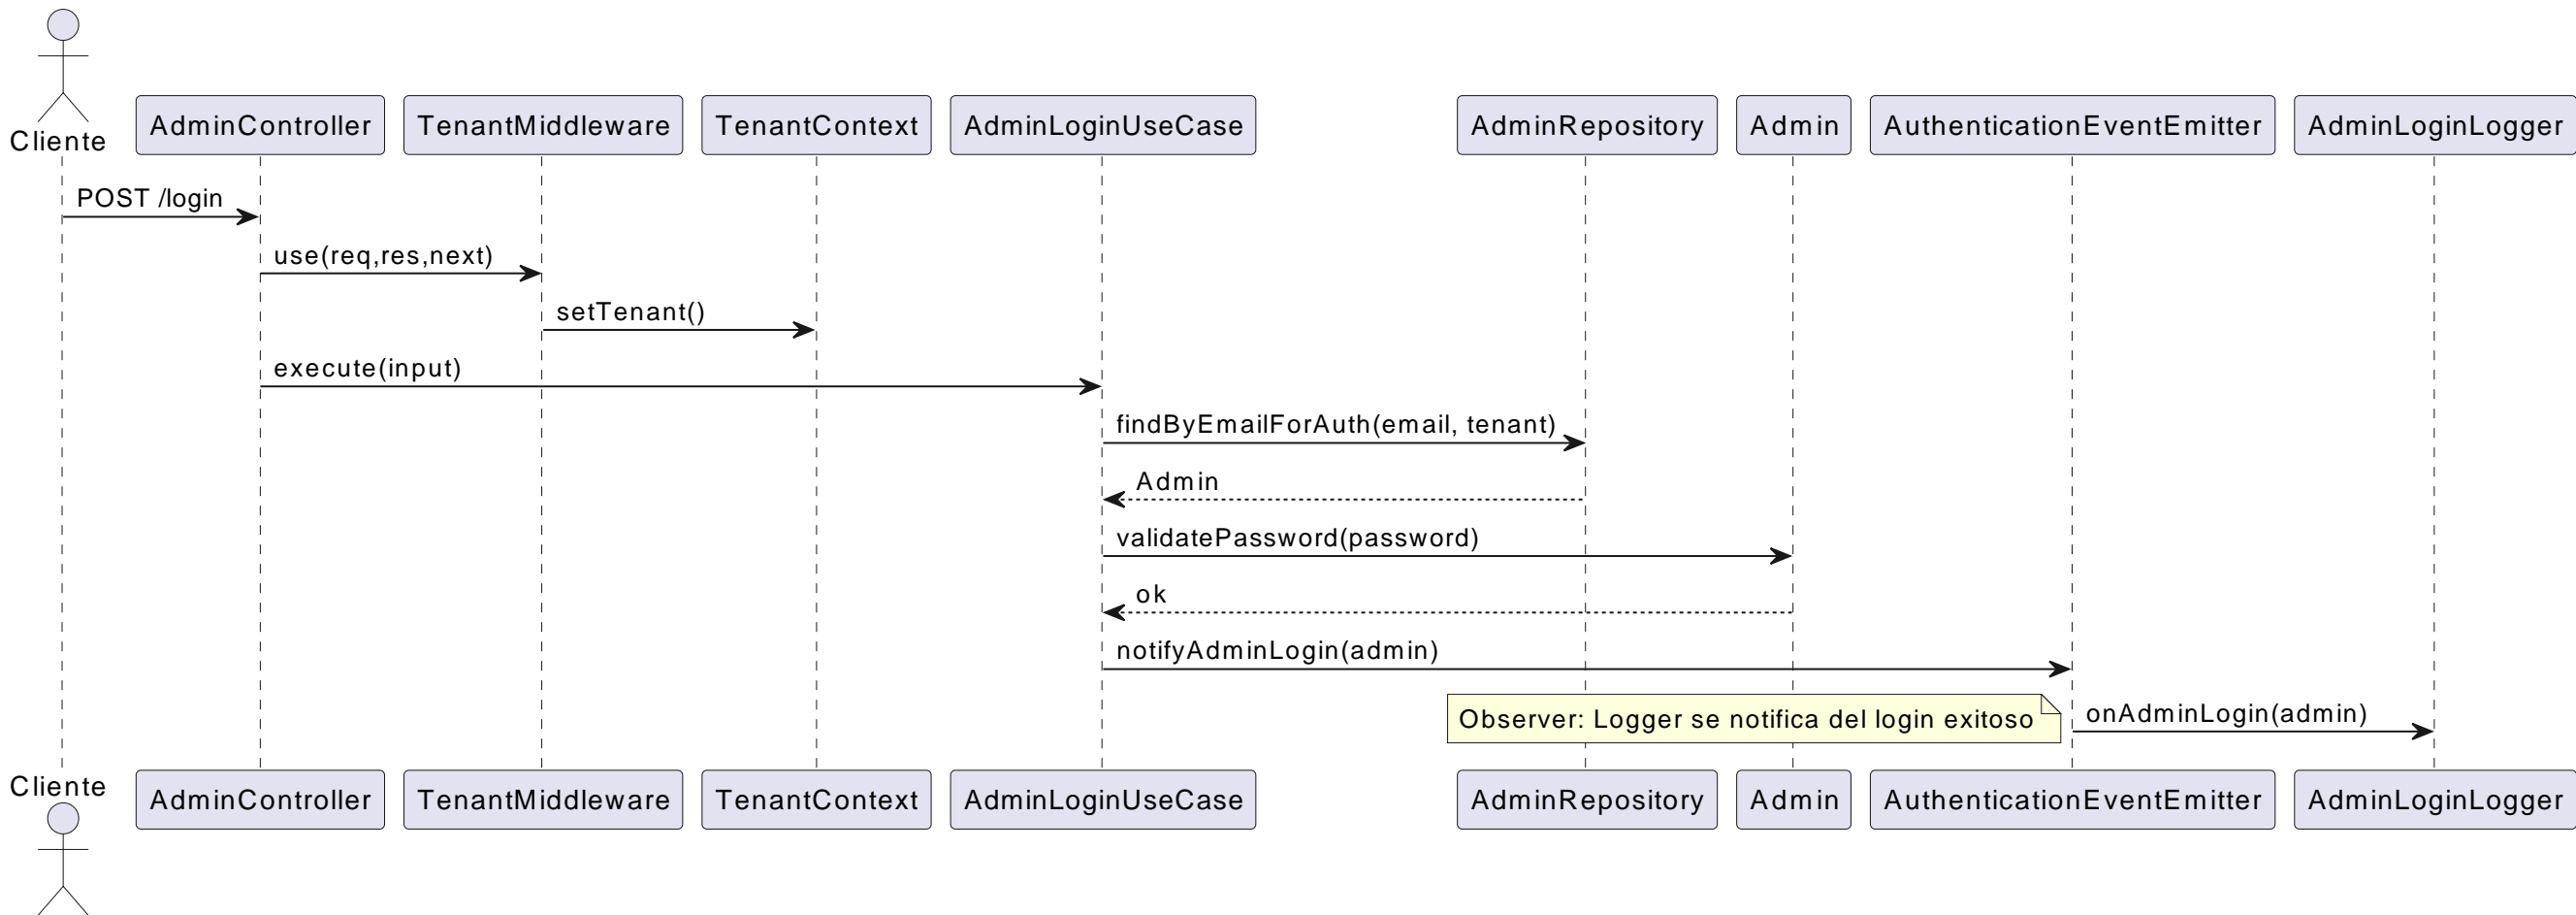 Cliente
AdminController
TenantMiddleware
TenantContext
AdminLoginUseCase
AdminRepository
Admin
AuthenticationEventEmitter
AdminLoginLogger
POST /login
use(req,res,next)
setTenant()
execute(input)
findByEmailForAuth(email, tenant)
Admin
validatePassword(password)
ok
notifyAdminLogin(admin)
Observer: Logger se notifica del login exitoso
onAdminLogin(admin)
Cliente
AdminController
TenantMiddleware
TenantContext
AdminLoginUseCase
AdminRepository
Admin
AuthenticationEventEmitter
AdminLoginLogger